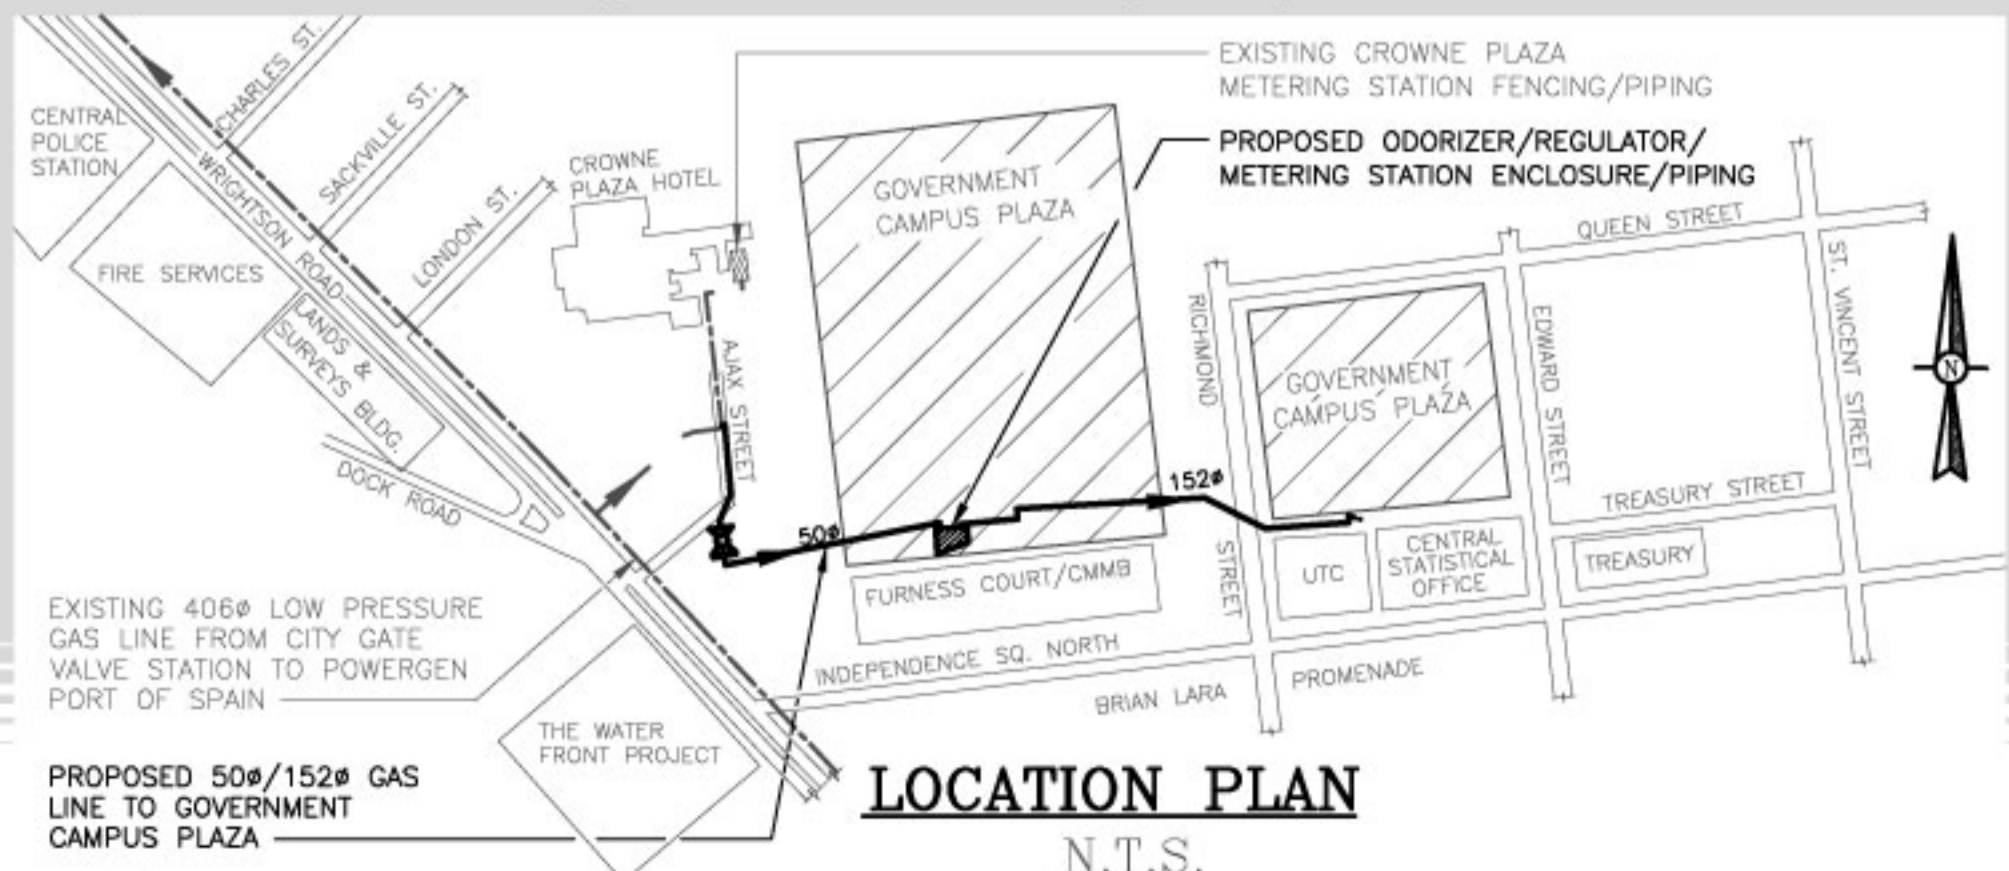 EXISTING CROWNE PLAZA
METERING STATION FENCING/PIPING
PROPOSED ODORIZER/REGULATOR/
METERING STATION ENCLOSURE/PIPING
CHARLES ST.
SACKVILLE ST.
LONDON ST.
CENTRAL
POLICE
STATION
WRIGHTSON ROAD
FIRE SERVICES
LANDS &
SURVEYS BLDG.
DOCK ROAD
CROWNE
PLAZA HOTEL
AJAX STREET
GOVERNMENT
CAMPUS PLAZA
QUEEN STREET
RICHMOND STREET
GOVERNMENT
CAMPUS PLAZA
EDWARD STREET
ST. VINCENT STREET
N
50ø
152ø
TREASURY STREET
FURNESS COURT/CMMB
UTC
CENTRAL
STATISTICAL
OFFICE
TREASURY
INDEPENDENCE SQ. NORTH
BRIAN LARA PROMENADE
EXISTING 406ø LOW PRESSURE
GAS LINE FROM CITY GATE
VALVE STATION TO POWERGEN
PORT OF SPAIN
THE WATER
FRONT PROJECT
PROPOSED 50ø/152ø GAS
LINE TO GOVERNMENT
CAMPUS PLAZA
LOCATION PLAN
N.T.S.